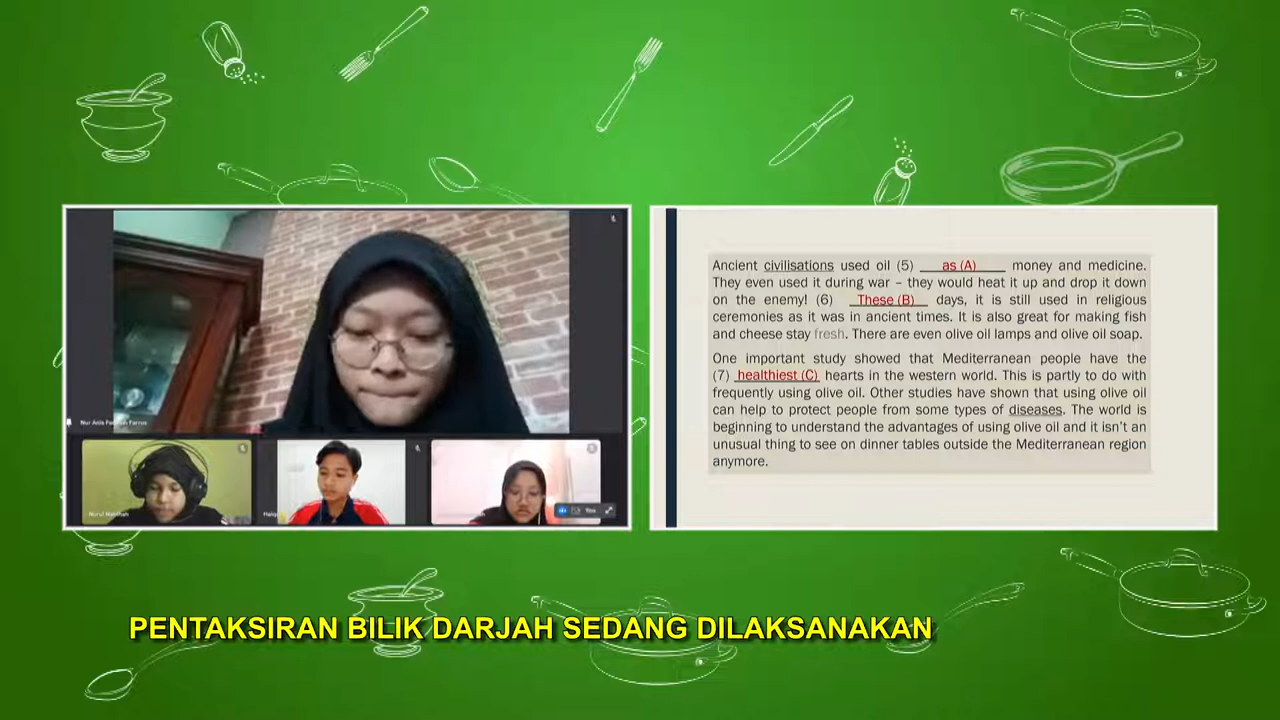 Ancient civilisations used oil (5) as (A) money and medicine.
They even used it during war – they would heat it up and drop it down
on the enemy! (6) These (B) days, it is still used in religious
ceremonies as it was in ancient times. It is also great for making fish
and cheese stay fresh. There are even olive oil lamps and olive oil soap.
One important study showed that Mediterranean people have the
(7) healthiest (C) hearts in the western world. This is partly to do with
frequently using olive oil. Other studies have shown that using olive oil
can help to protect people from some types of diseases. The world is
beginning to understand the advantages of using olive oil and it isn't an
unusual thing to see on dinner tables outside the Mediterranean region
anymore.
Nur
Nurul
You
PENTAKSIRAN BILIK DARJAH SEDANG DILAKSANAKAN